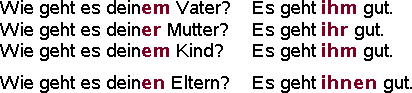 Wie geht es deinem Vater? Es geht ihm gut.
Wie geht es deiner Mutter? Es geht ihr gut.
Wie geht es deinem Kind? Es geht ihm gut.
Wie geht es deinen Eltern? Es geht ihnen gut.